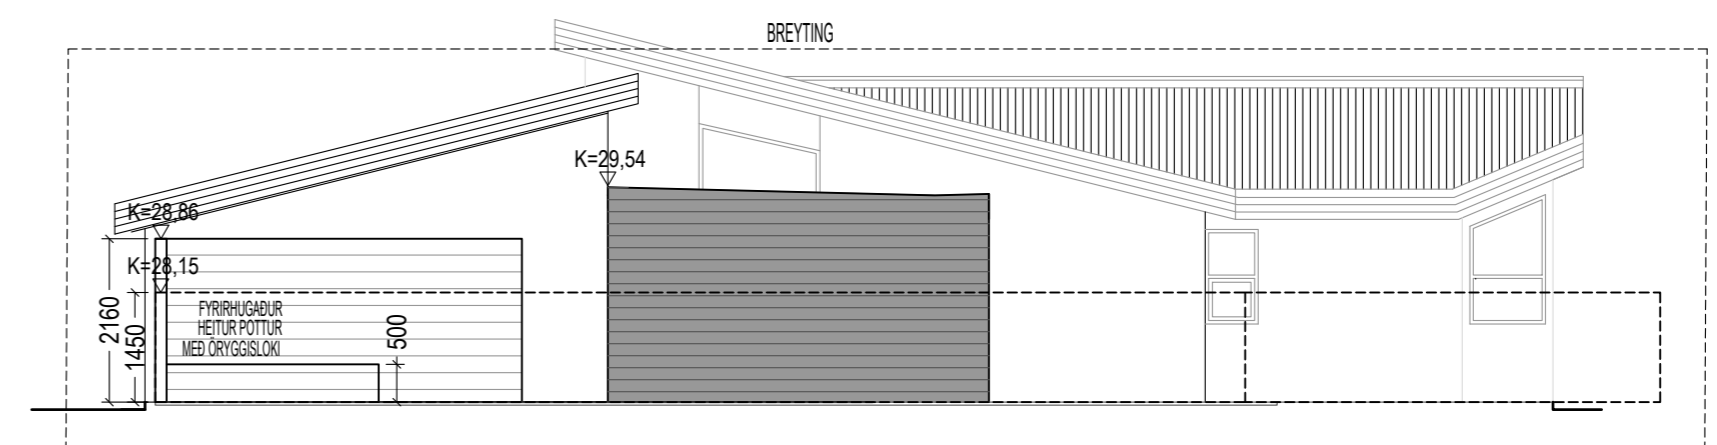 BREYTING
K=29,54
K=28,86
K=28,15
2160
1450
FYRIRHUGAÐUR
HEITUR POTTUR
MEÐ ÖRYGGISLOKI
500